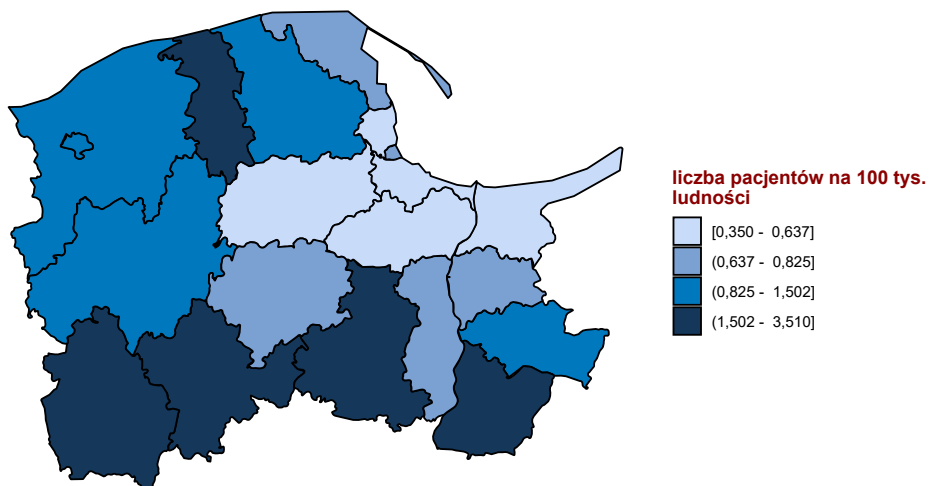 liczba pacjentów na 100 tys.
ludności
[0,350 - 0,637]
(0,637 - 0,825]
(0,825 - 1,502]
(1,502 - 3,510]